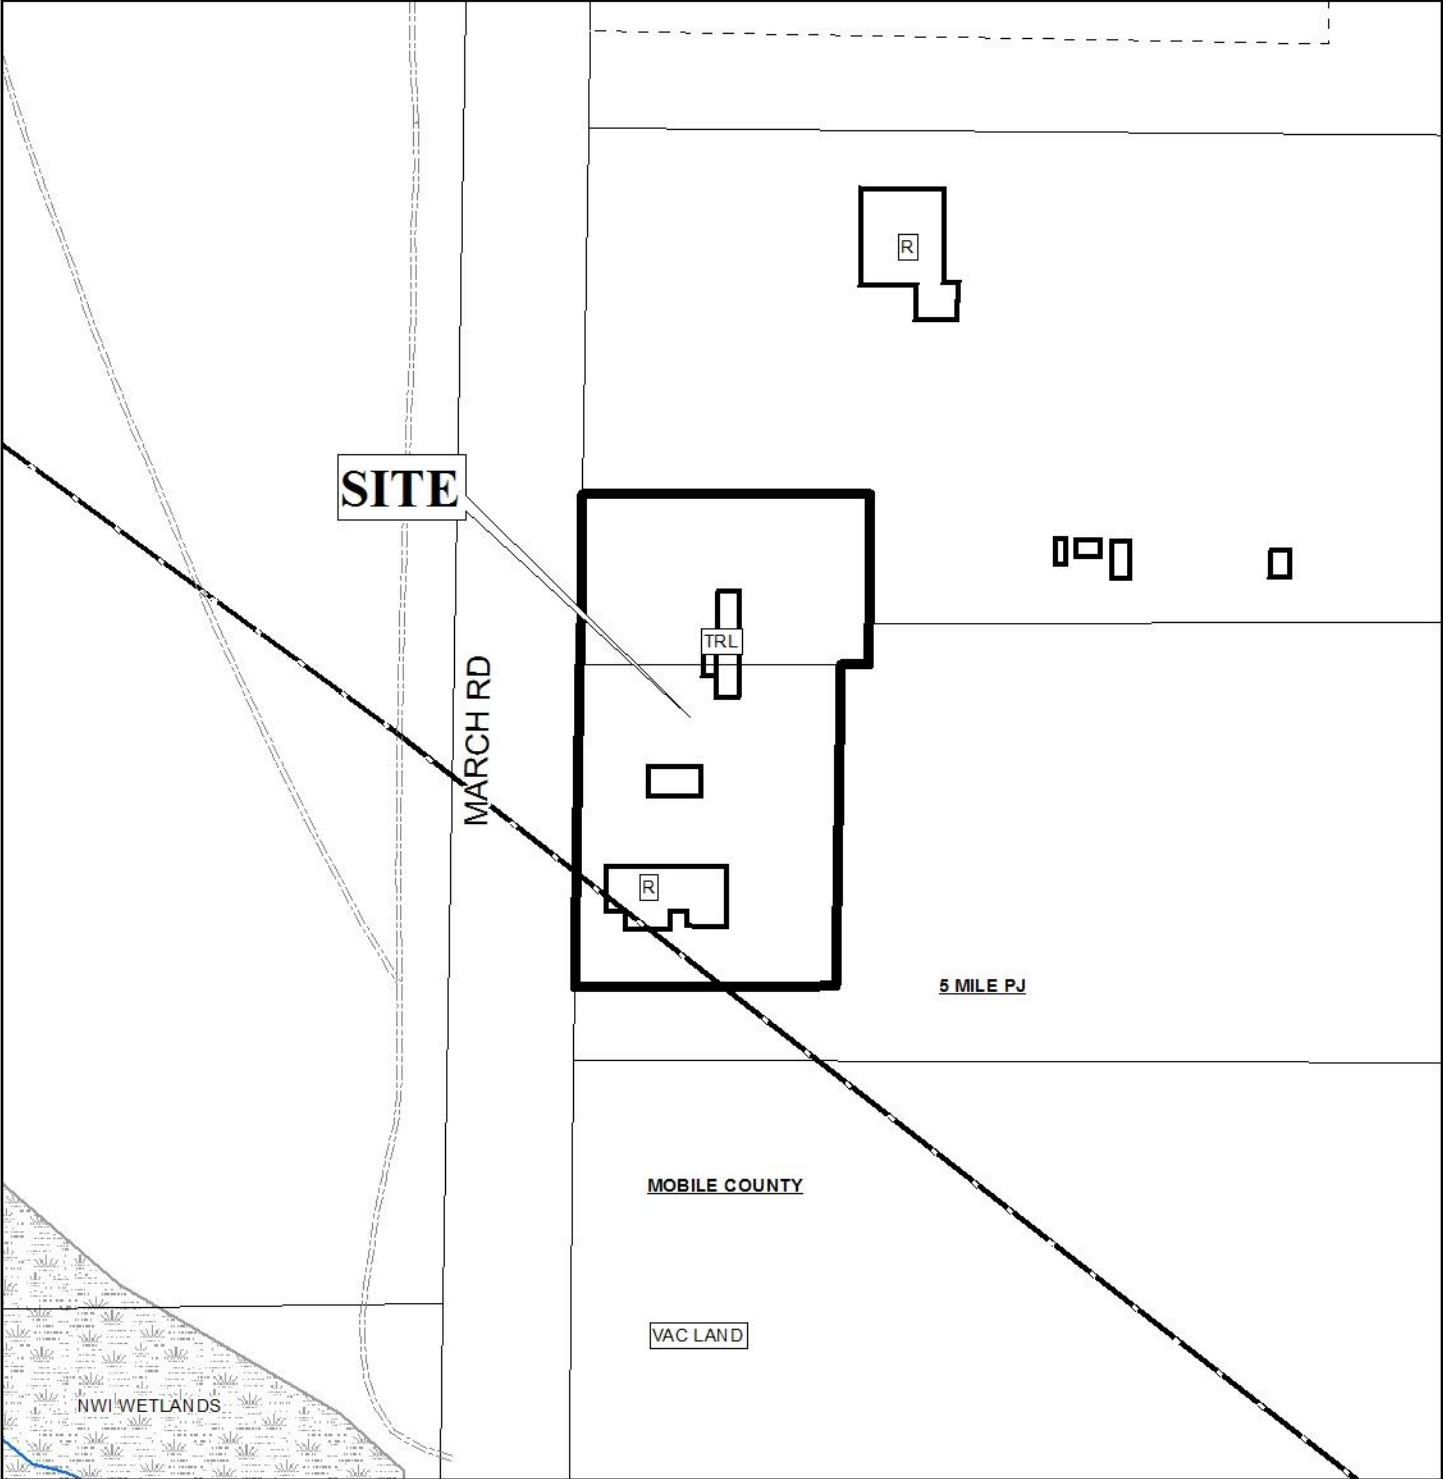 R
SITE
TRL
MARCH RD
R
5 MILE PJ
MOBILE COUNTY
VAC LAND
NWI WETLANDS